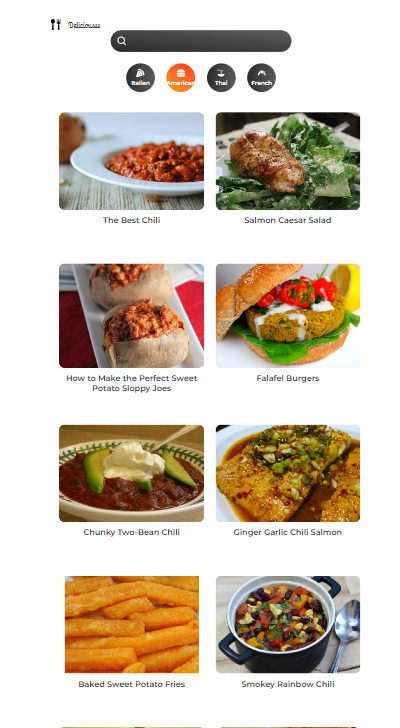 Deliciousss
Italian
American
Thai
French
The Best Chili
Salmon Caesar Salad
How to Make the Perfect Sweet
Potato Sloppy Joes
Falafel Burgers
Chunky Two-Bean Chili
Ginger Garlic Chili Salmon
Baked Sweet Potato Fries
Smokey Rainbow Chili